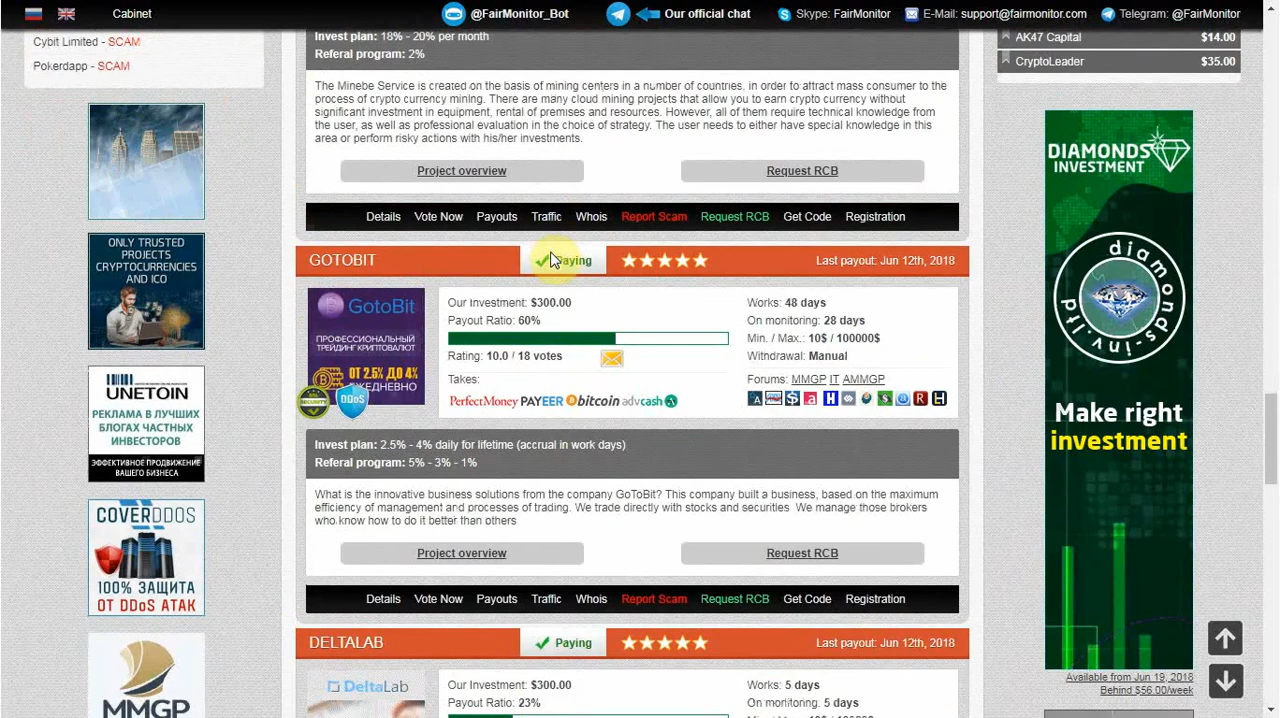 Cabinet
@FairMonitor_Bot
Our official chat
Skype: FairMonitor
E-Mail: support@fairmonitor.com
Telegram: @FairMonitor
Cybit Limited - SCAM
Pokerdapp - SCAM
ONLY TRUSTED
PROJECTS
CRYPTOCURRENCIES
AND ICO
UNETOIN
РЕКЛАМА В ЛУЧШИХ
БЛОГАХ ЧАСТНЫХ
ИНВЕСТОРОВ
ЭФФЕКТИВНОЕ ПРОДВИЖЕНИЕ
ВАШЕГО БИЗНЕСА
COVERDDOS
100% ЗАЩИТА
ОТ DDoS АТАК
MMGP
Invest plan: 18% - 20% per month
Referal program: 2%
The Minebe Service is created on the basis of mining centers in a number of countries, in order to attract mass consumer to the
process of crypto currency mining. There are many cloud mining projects that allow you to earn crypto currency without
significant investment in equipment, rental of premises and resources. However, all of them require technical knowledge from
the user, as well as professional evaluation in the choice of strategy. The user needs to either have special knowledge in this
area or perform risky actions with his/her investments.
Project overview
Request RCB
Details Vote Now Payouts Traffic Whois Report Scam Request RCB Get Code Registration
GOTOBIT
Paying
Last payout: Jun 12th, 2018
GotoBit
ПРОФЕССИОНАЛЬНЫЙ
ТРЕЙДИНГ КРИПТОВАЛЮТ
ОТ 2.5% ДО 4%
ЕЖЕДНЕВНО
SECURITY
DDoS
Our Investment: $300.00
Payout Ratio: 60%
Rating: 10.0 / 18 votes
Takes:
PerfectMoney PAYEER bitcoin advcash
Works: 48 days
On monitoring: 28 days
Min. / Max.: 10$ / 100000$
Withdrawal: Manual
Forums: MMGP IT AMMGP
Invest plan: 2.5% - 4% daily for lifetime (accrual in work days)
Referal program: 5% - 3% - 1%
What is the innovative business solutions from the company GoToBit? This company built a business, based on the maximum
efficiency of management and processes of trading. We trade directly with stocks and securities We manage those brokers
who know how to do it better than others
Project overview
Request RCB
Details Vote Now Payouts Traffic Whois Report Scam Request RCB Get Code Registration
DELTALAB
Paying
Last payout: Jun 12th, 2018
DeltaLab
Our Investment: $300.00
Payout Ratio: 23%
Works: 5 days
On monitoring: 5 days
AK47 Capital $14.00
CryptoLeader $35.00
DIAMONDS
INVESTMENT
diamonds-inv.ltd
Make right
investment
Available from Jun 19, 2018
Behind $56.00/week